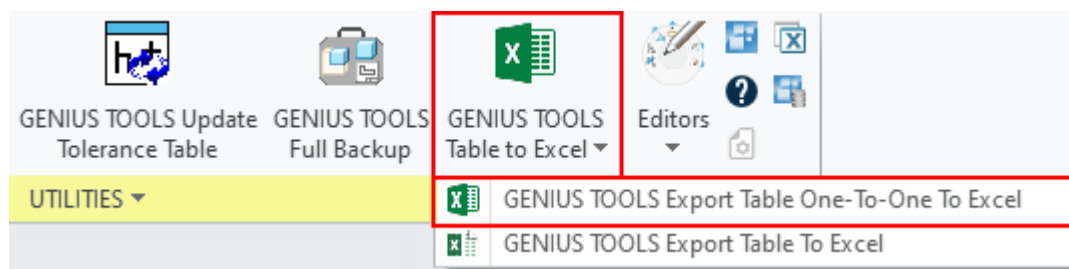 GENIUS TOOLS Update
Tolerance Table
GENIUS TOOLS
Full Backup
GENIUS TOOLS
Table to Excel
Editors
UTILITIES
GENIUS TOOLS Export Table One-To-One To Excel
GENIUS TOOLS Export Table To Excel